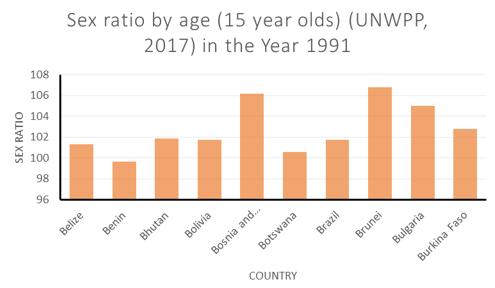 Sex ratio by age (15 year olds) (UNWPP,
2017) in the Year 1991
108
106
104
102
100
98
96
SEX RATIO
Belize
Benin
Bhutan
Bolivia
Bosnia and...
Botswana
Brazil
Brunei
Bulgaria
Burkina Faso
COUNTRY